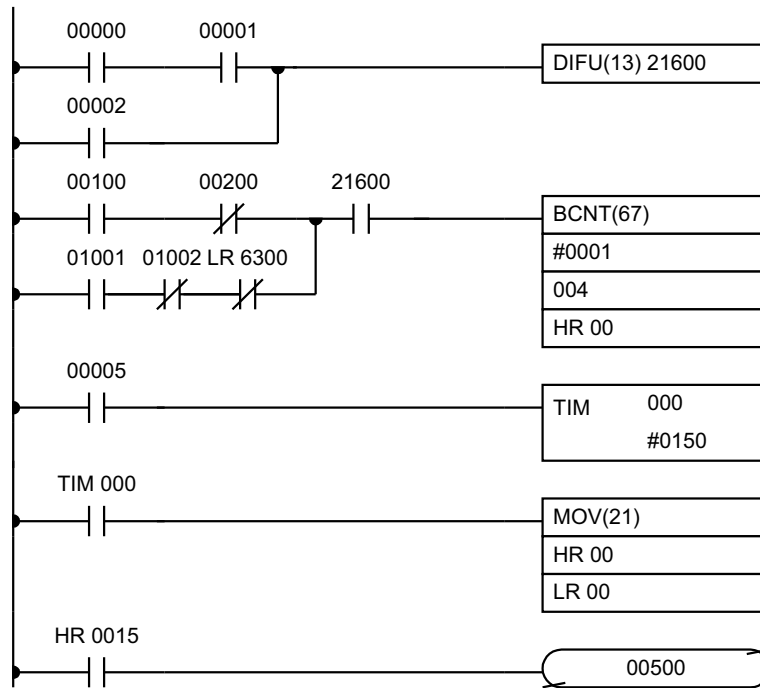 00000 00001
DIFU(13) 21600
00002
00100 00200 21600
BCNT(67)
#0001
01001 01002 LR 6300
004
HR 00
00005
TIM 000
#0150
TIM 000
MOV(21)
HR 00
LR 00
HR 0015
00500